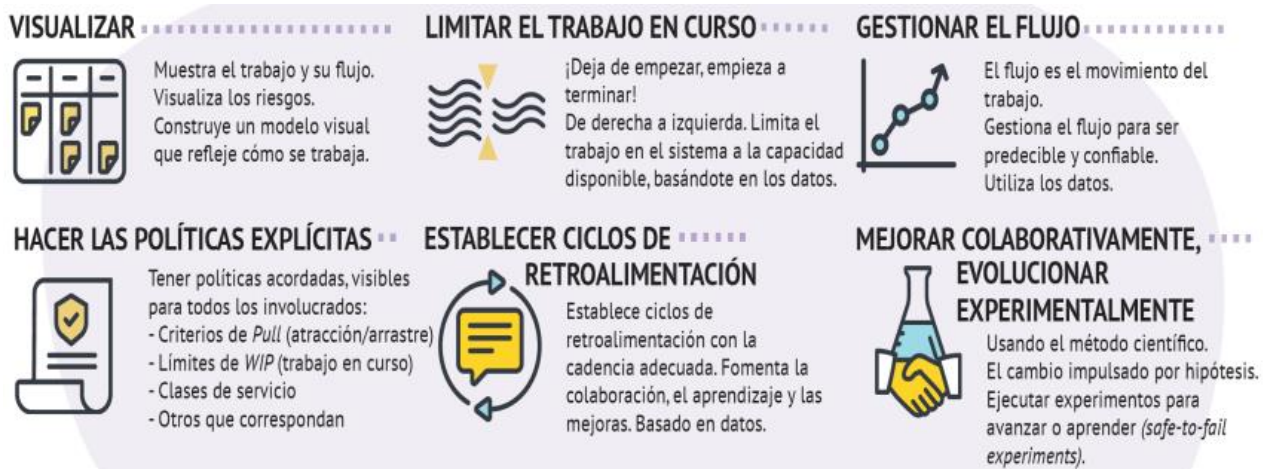 VISUALIZAR
Muestra el trabajo y su flujo.
Visualiza los riesgos.
Construye un modelo visual
que refleje cómo se trabaja.
LIMITAR EL TRABAJO EN CURSO
¡Deja de empezar, empieza a
terminar!
De derecha a izquierda. Limita el
trabajo en el sistema a la capacidad
disponible, basándote en los datos.
GESTIONAR EL FLUJO
El flujo es el movimiento del
trabajo.
Gestiona el flujo para ser
predecible y confiable.
Utiliza los datos.
HACER LAS POLÍTICAS EXPLÍCITAS
Tener políticas acordadas, visibles
para todos los involucrados:
- Criterios de Pull (atracción/arrastre)
- Límites de WIP (trabajo en curso)
- Clases de servicio
- Otros que correspondan
ESTABLECER CICLOS DE
RETROALIMENTACIÓN
Establece ciclos de
retroalimentación con la
cadencia adecuada. Fomenta la
colaboración, el aprendizaje y las
mejoras. Basado en datos.
MEJORAR COLABORATIVAMENTE,
EVOLUCIONAR
EXPERIMENTALMENTE
Usando el método científico.
El cambio impulsado por hipótesis.
Ejecutar experimentos para
avanzar o aprender (safe-to-fail
experiments).